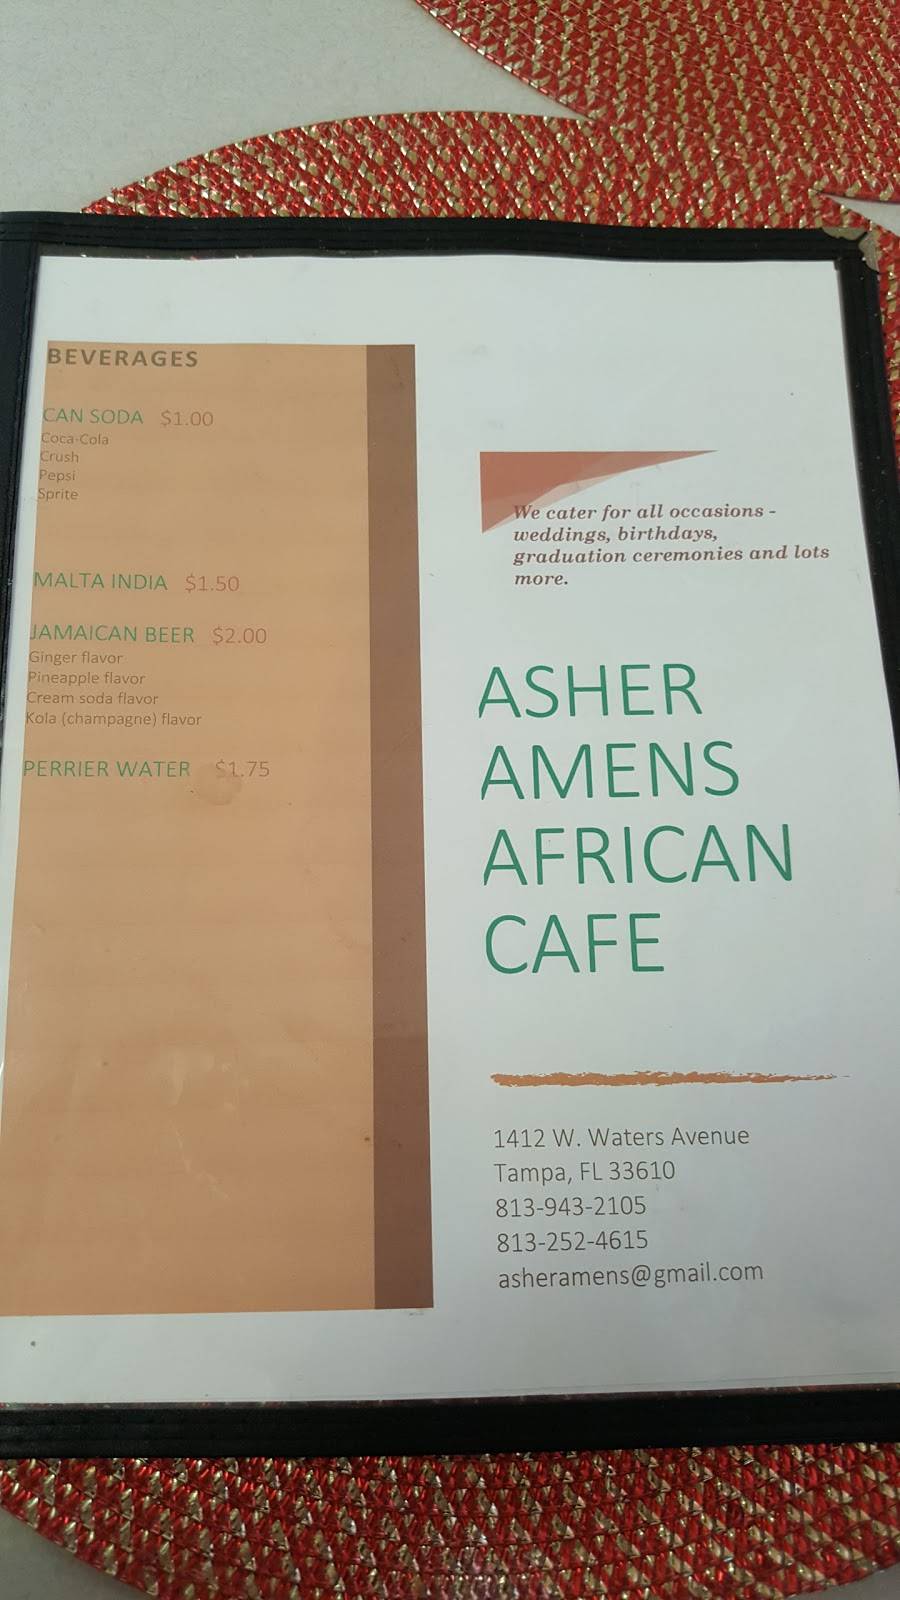 BEVERAGES
CAN SODA $1.00
Coca-Cola
Crush
Pepsi
Sprite
MALTA INDIA $1.50
JAMAICAN BEER $2.00
Ginger flavor
Pineapple flavor
Cream soda flavor
Kola (champagne) flavor
PERRIER WATER $1.75
We cater for all occasions -
weddings, birthdays,
graduation ceremonies and lots
more.
ASHER
AMENS
AFRICAN
CAFE
1412 W. Waters Avenue
Tampa, FL 33610
813-943-2105
813-252-4615
asheramens@gmail.com